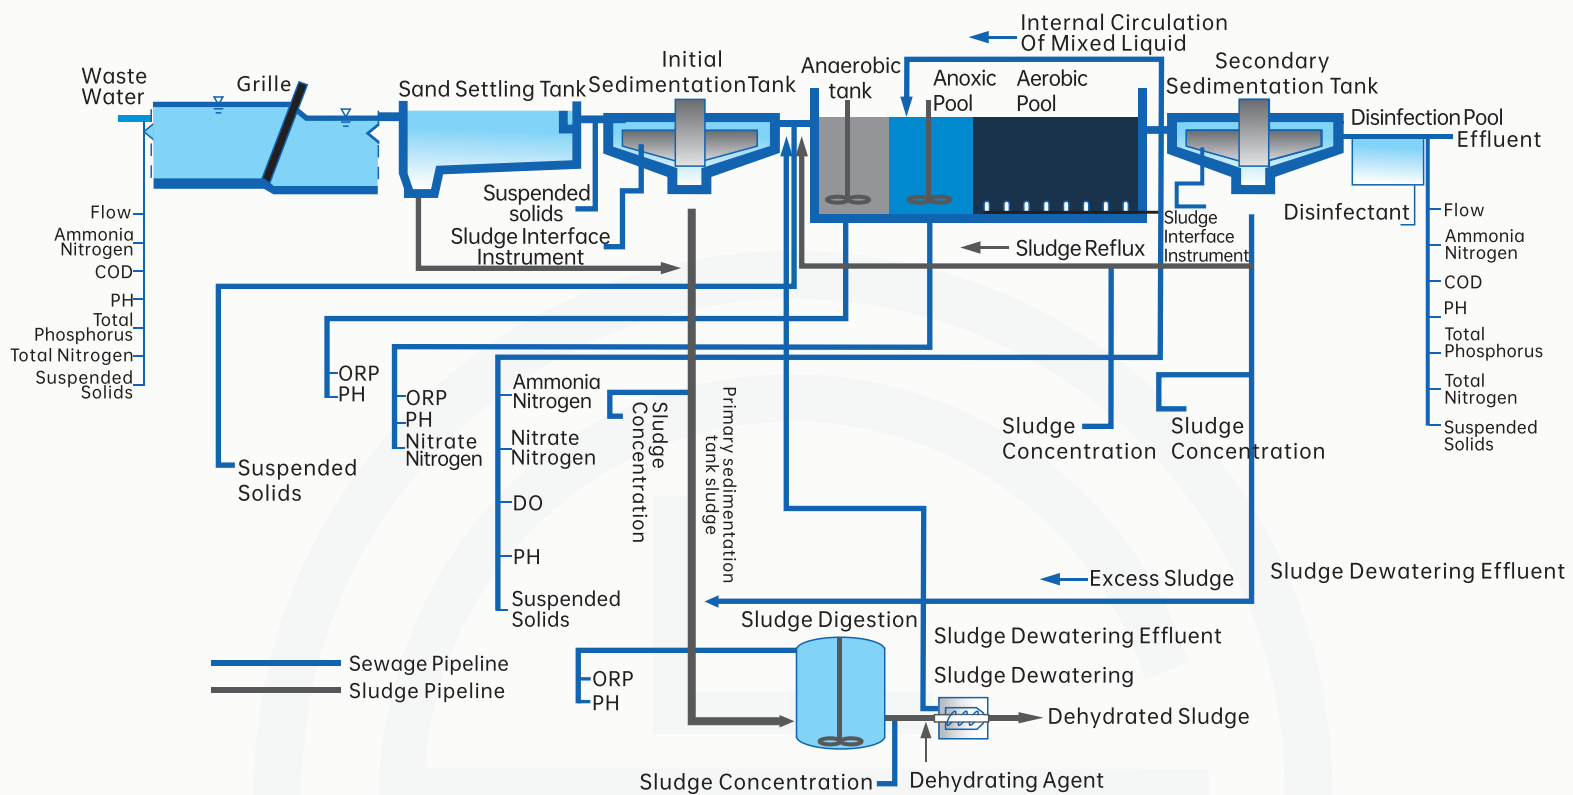 Internal Circulation
Of Mixed Liquid
Waste
Water
Grille
Sand Settling Tank
Initial
SedimentationTank
Anaerobic
tank
Anoxic
Pool
Aerobic
Pool
Secondary
Sedimentation Tank
Disinfection Pool
Effluent
Suspended
solids
Sludge Interface
Instrument
Sludge
Interface
Instrument
Disinfectant
Sludge Reflux
Flow
Ammonia
Nitrogen
COD
PH
Total
Phosphorus
Total Nitrogen
Suspended
Solids
Flow
Ammonia
Nitrogen
COD
PH
Total
Phosphorus
Total
Nitrogen
Suspended
Solids
Suspended
Solids
ORP
PH
ORP
PH
Nitrate
Nitrogen
Ammonia
Nitrogen
Nitrate
Nitrogen
DO
PH
Suspended
Solids
Sludge
Concentration
Primary sedimentation
tank sludge
Sludge
Concentration
Sludge
Concentration
Excess Sludge
Sludge Dewatering Effluent
Sludge Digestion
Sludge Dewatering Effluent
Sludge Dewatering
Sewage Pipeline
Sludge Pipeline
ORP
PH
Dehydrated Sludge
Sludge Concentration
Dehydrating Agent